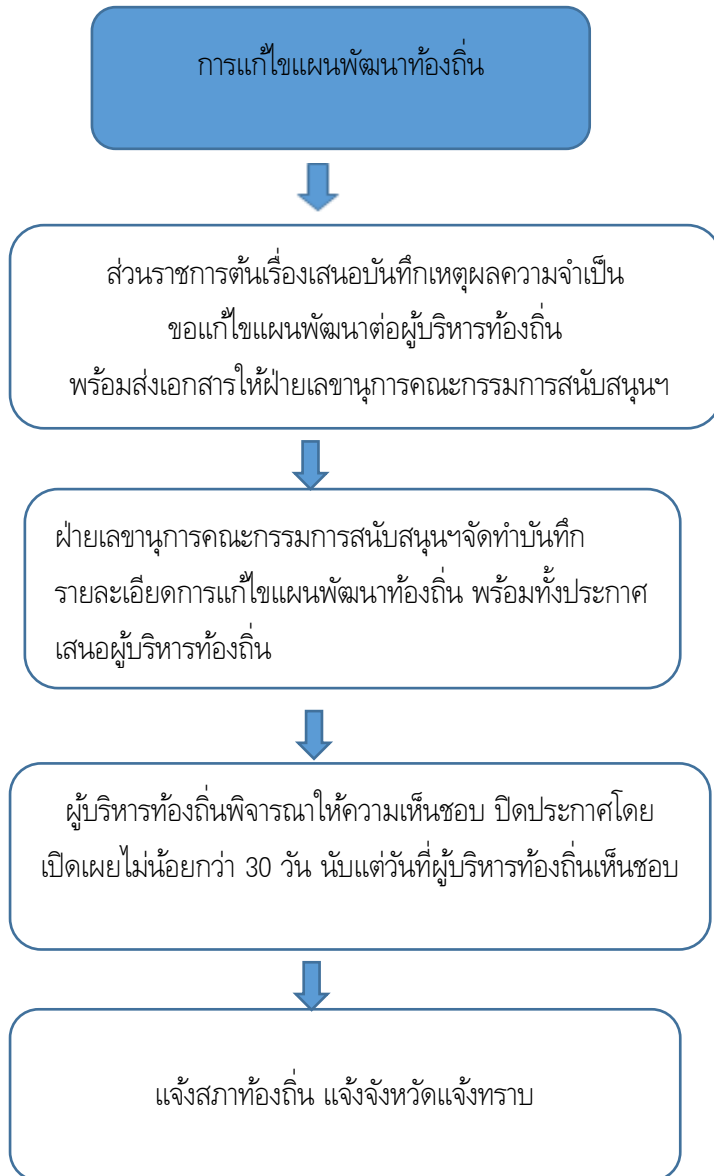 การแก้ไขแผนพัฒนาท้องถิ่น
ส่วนราชการต้นเรื่องเสนอบันทึกเหตุผลความจำเป็น
ขอแก้ไขแผนพัฒนาต่อผู้บริหารท้องถิ่น
พร้อมส่งเอกสารให้ฝ่ายเลขานุการคณะกรรมการสนับสนุนฯ
ฝ่ายเลขานุการคณะกรรมการสนับสนุนฯจัดทำบันทึก
รายละเอียดการแก้ไขแผนพัฒนาท้องถิ่น พร้อมทั้งประกาศ
เสนอผู้บริหารท้องถิ่น
ผู้บริหารท้องถิ่นพิจารณาให้ความเห็นชอบ ปิดประกาศโดย
เปิดเผยไม่น้อยกว่า 30 วัน นับแต่วันที่ผู้บริหารท้องถิ่นเห็นชอบ
แจ้งสภาท้องถิ่น แจ้งจังหวัดแจ้งทราบ